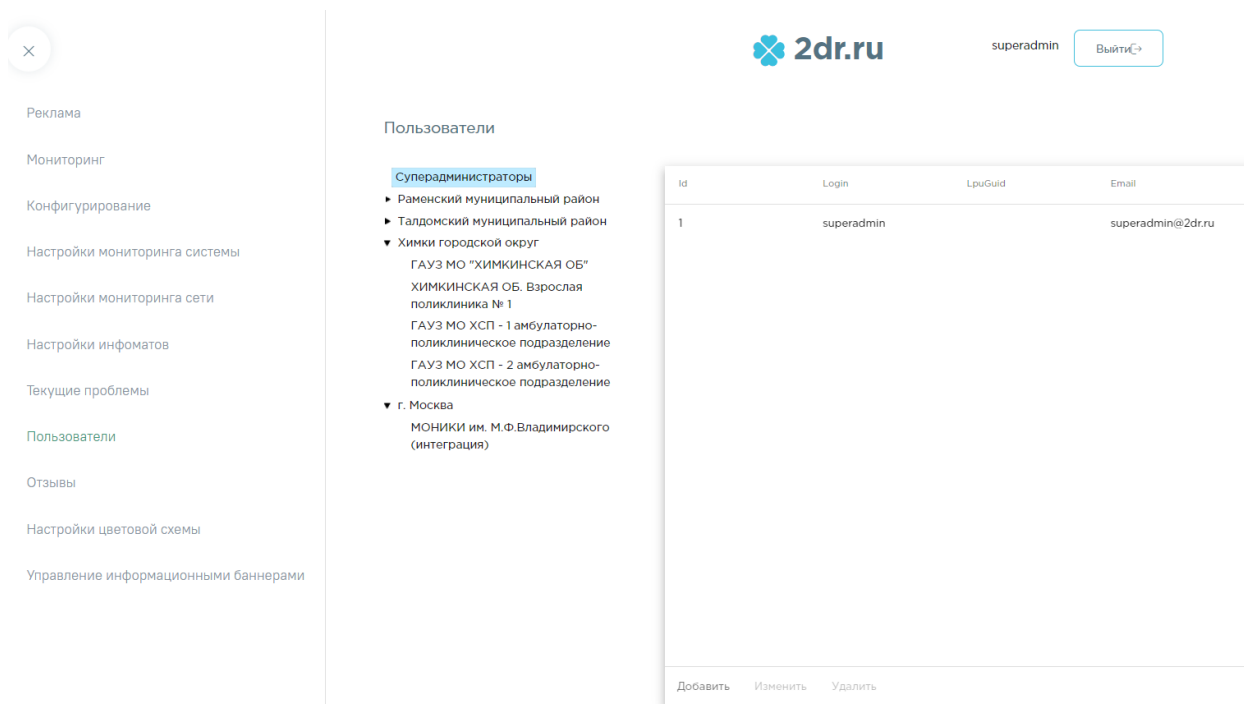 2dr.ru
superadmin
Выйти
Реклама
Мониторинг
Конфигурирование
Настройки мониторинга системы
Настройки мониторинга сети
Настройки инфоматов
Текущие проблемы
Пользователи
Отзывы
Настройки цветовой схемы
Управление информационными баннерами
Пользователи
Суперадминистраторы
Раменский муниципальный район
Талдомский муниципальный район
Химки городской округ
ГАУЗ МО "ХИМКИНСКАЯ ОБ"
ХИМКИНСКАЯ ОБ. Взрослая
поликлиника № 1
ГАУЗ МО ХСП - 1 амбулаторно-
поликлиническое подразделение
ГАУЗ МО ХСП - 2 амбулаторно-
поликлиническое подразделение
г. Москва
МОНИКИ им. М.Ф.Владимирского
(интеграция)
Id Login LpuGuid Email
1 superadmin superadmin@2dr.ru
Добавить Изменить Удалить